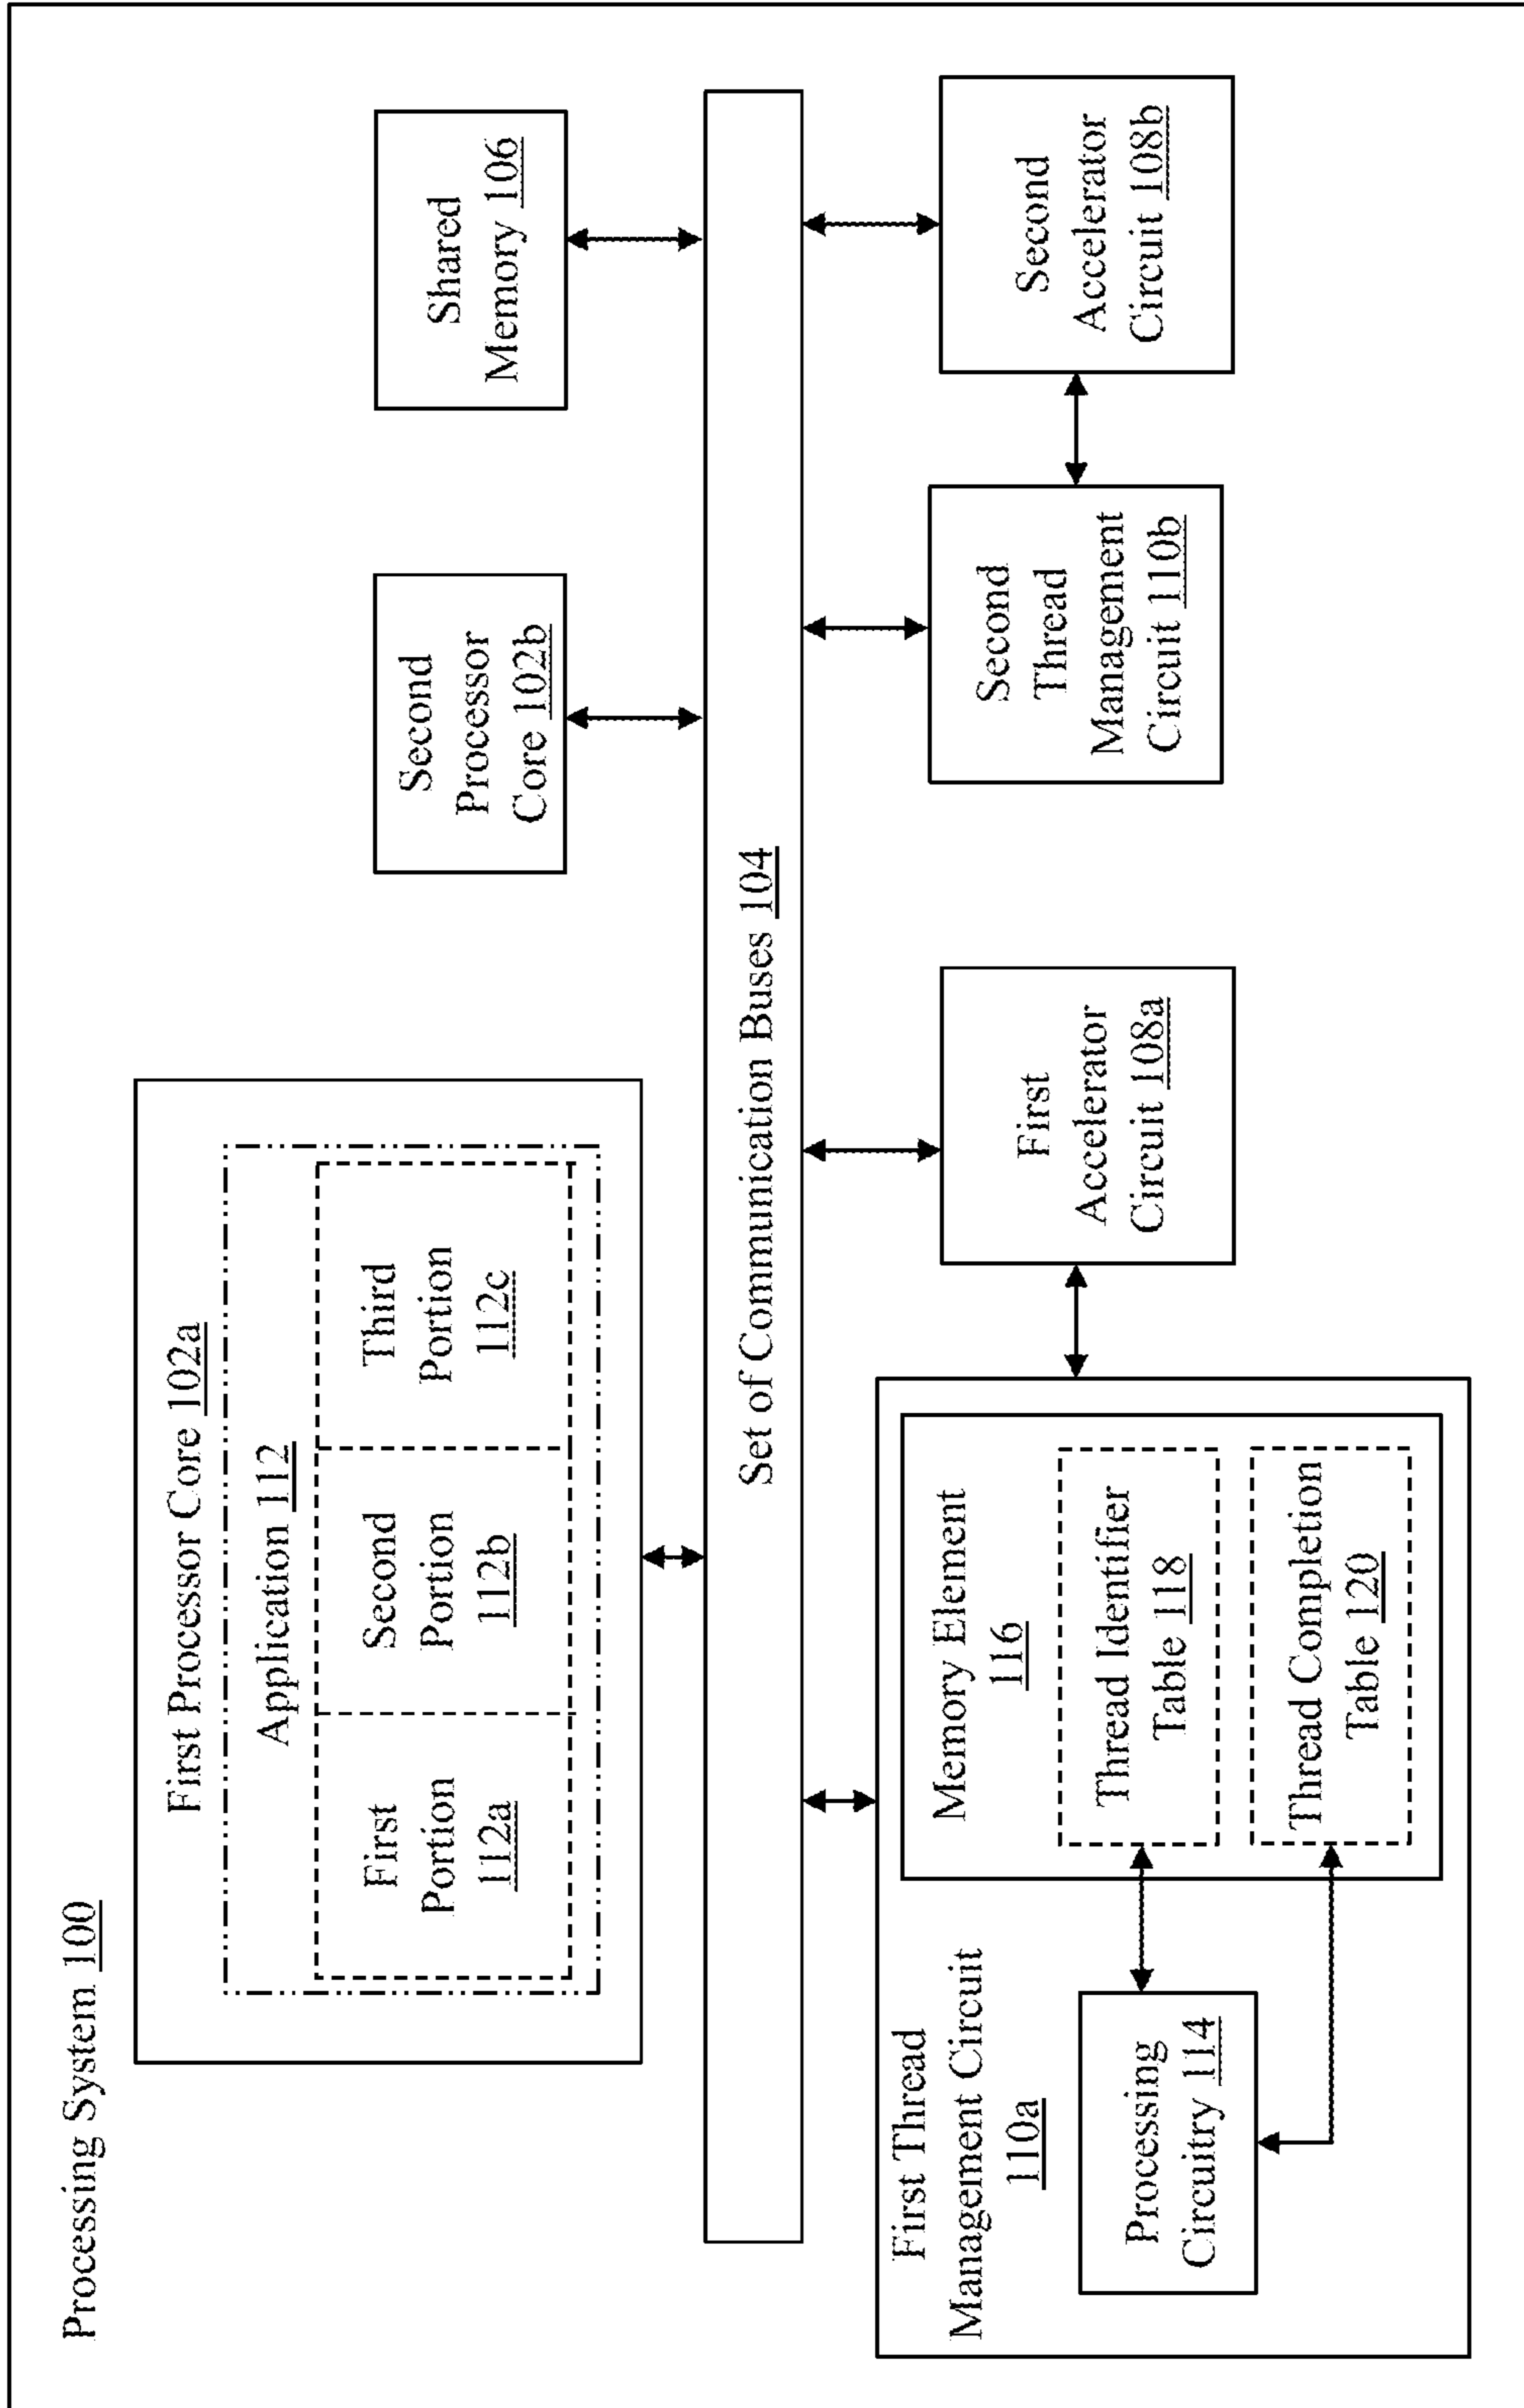 Processing System 100
First Processor Core 102a
Application 112
First
Portion
112a
Second
Portion
112b
Third
Portion
112c
Second
Processor
Core 102b
Shared
Memory 106
Set of Communication Buses 104
First Thread
Management Circuit
110a
Processing
Circuitry 114
Memory Element
116
Thread Identifier
Table 118
Thread Completion
Table 120
First
Accelerator
Circuit 108a
Second
Thread
Management
Circuit 110b
Second
Accelerator
Circuit 108b